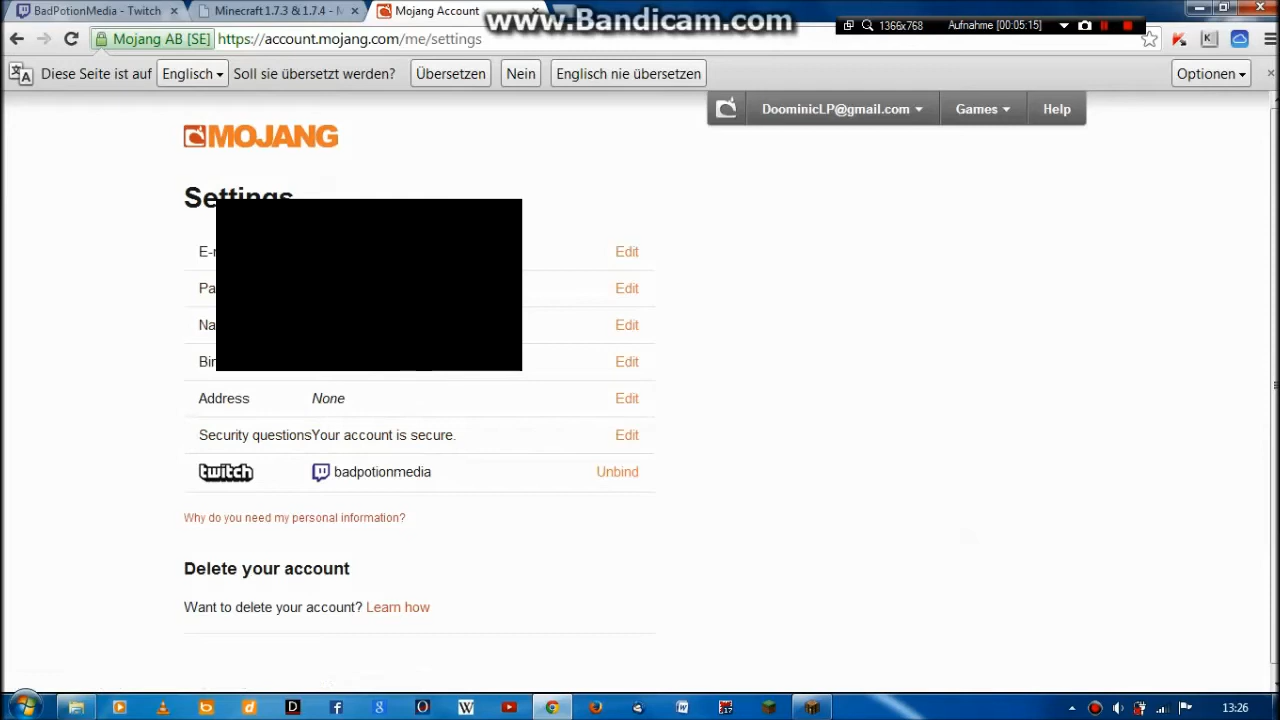 BadPotionMedia - Twitch
Minecraft 1.7.3 & 1.7.4 -
Mojang Account
www.Bandicam.com
1366x768
Aufnahme (00:05:15)
Mojang AB [SE]
https://account.mojang.com/me/settings
Diese Seite ist auf Englisch Soll sie übersetzt werden? Übersetzen Nein Englisch nie übersetzen Optionen
DoominicLP@gmail.com Games Help
MOJANG
Settings
E- Edit
Pa Edit
Na Edit
Bir Edit
Address None Edit
Security questions Your account is secure. Edit
twitch badpotionmedia Unbind
Why do you need my personal information?
Delete your account
Want to delete your account? Learn how
13:26